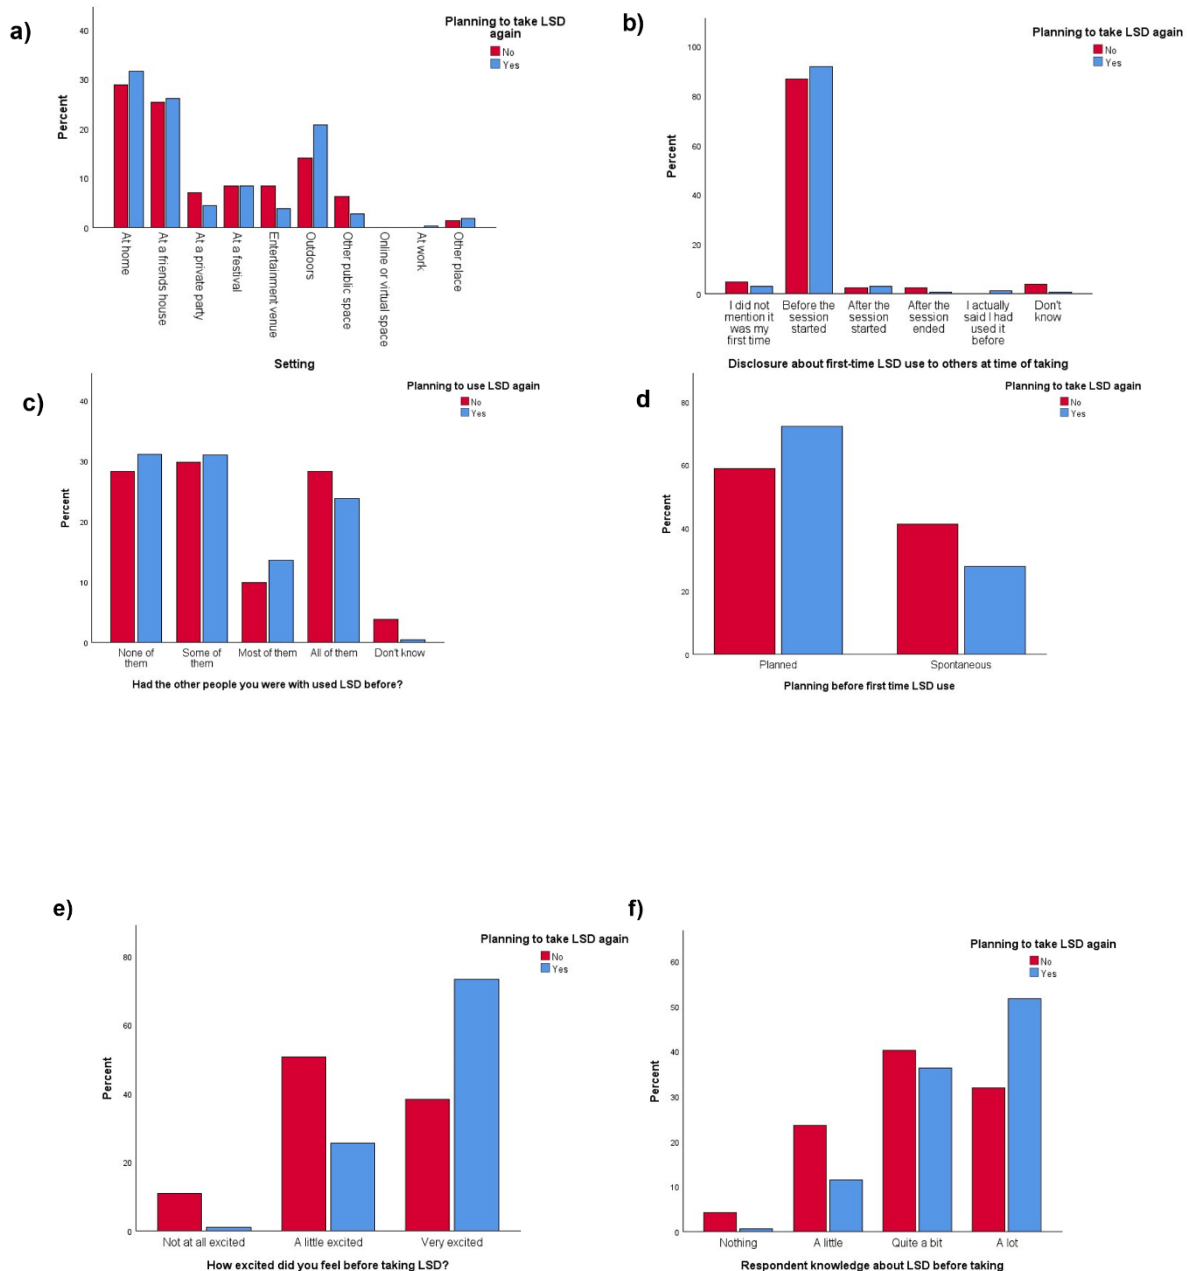 a)
Planning to take LSD
again
No
Yes
40
30
20
10
0
Percent
At home
At a friends house
At a private party
At a festival
Entertainment venue
Outdoors
Other public space
Online or virtual space
At work
Other place
Setting
b)
Planning to take LSD again
No
Yes
100
80
60
40
20
0
Percent
I did not
mention it
was my
first time
Before the
session
started
After the
session
started
After the
session
ended
I actually
said I had
used it
before
Don't
know
Disclosure about first-time LSD use to others at time of taking
c)
Planning to use LSD again
No
Yes
40
30
20
10
0
Percent
None of
them
Some of
them
Most of them
All of them
Don't know
Had the other people you were with used LSD before?
d
Planning to take LSD again
No
Yes
80
60
40
20
0
Percent
Planned
Spontaneous
Planning before first time LSD use
e)
Planning to take LSD again
No
Yes
80
60
40
20
0
Percent
Not at all excited
A little excited
Very excited
How excited did you feel before taking LSD?
f)
Planning to take LSD again
No
Yes
60
50
40
30
20
10
0
Percent
Nothing
A little
Quite a bit
A lot
Respondent knowledge about LSD before taking